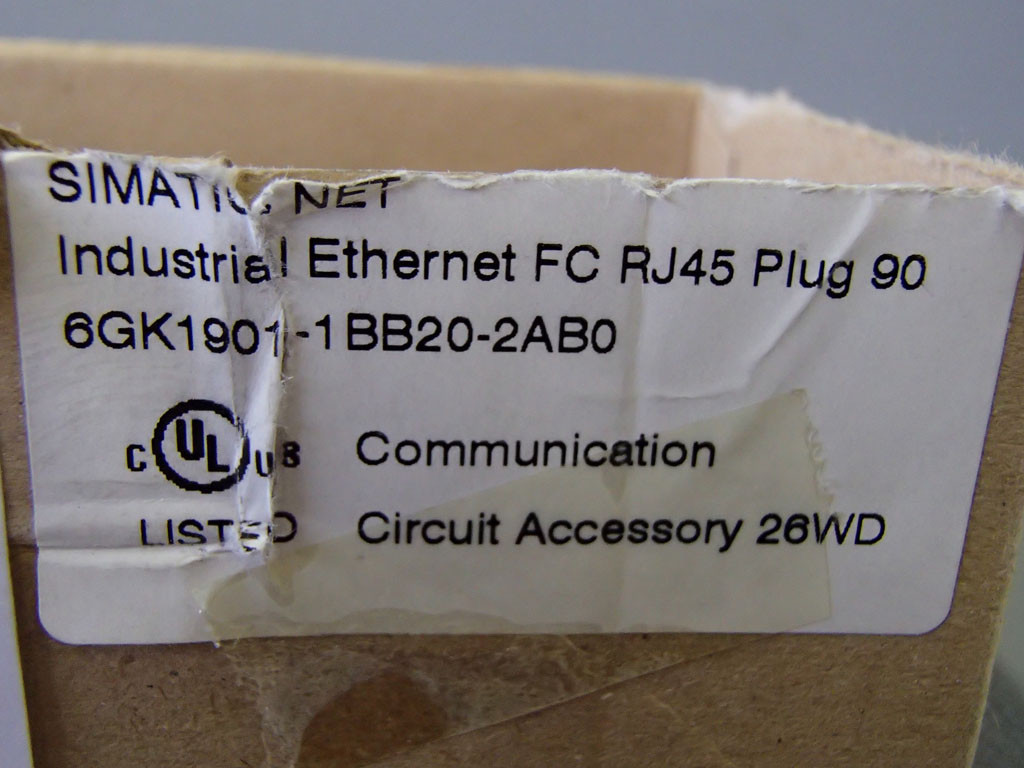 SIMATIC NET
Industrial Ethernet FC RJ45 Plug 90
6GK1901-1BB20-2AB0
C UL US Communication
LISTED Circuit Accessory 26WD